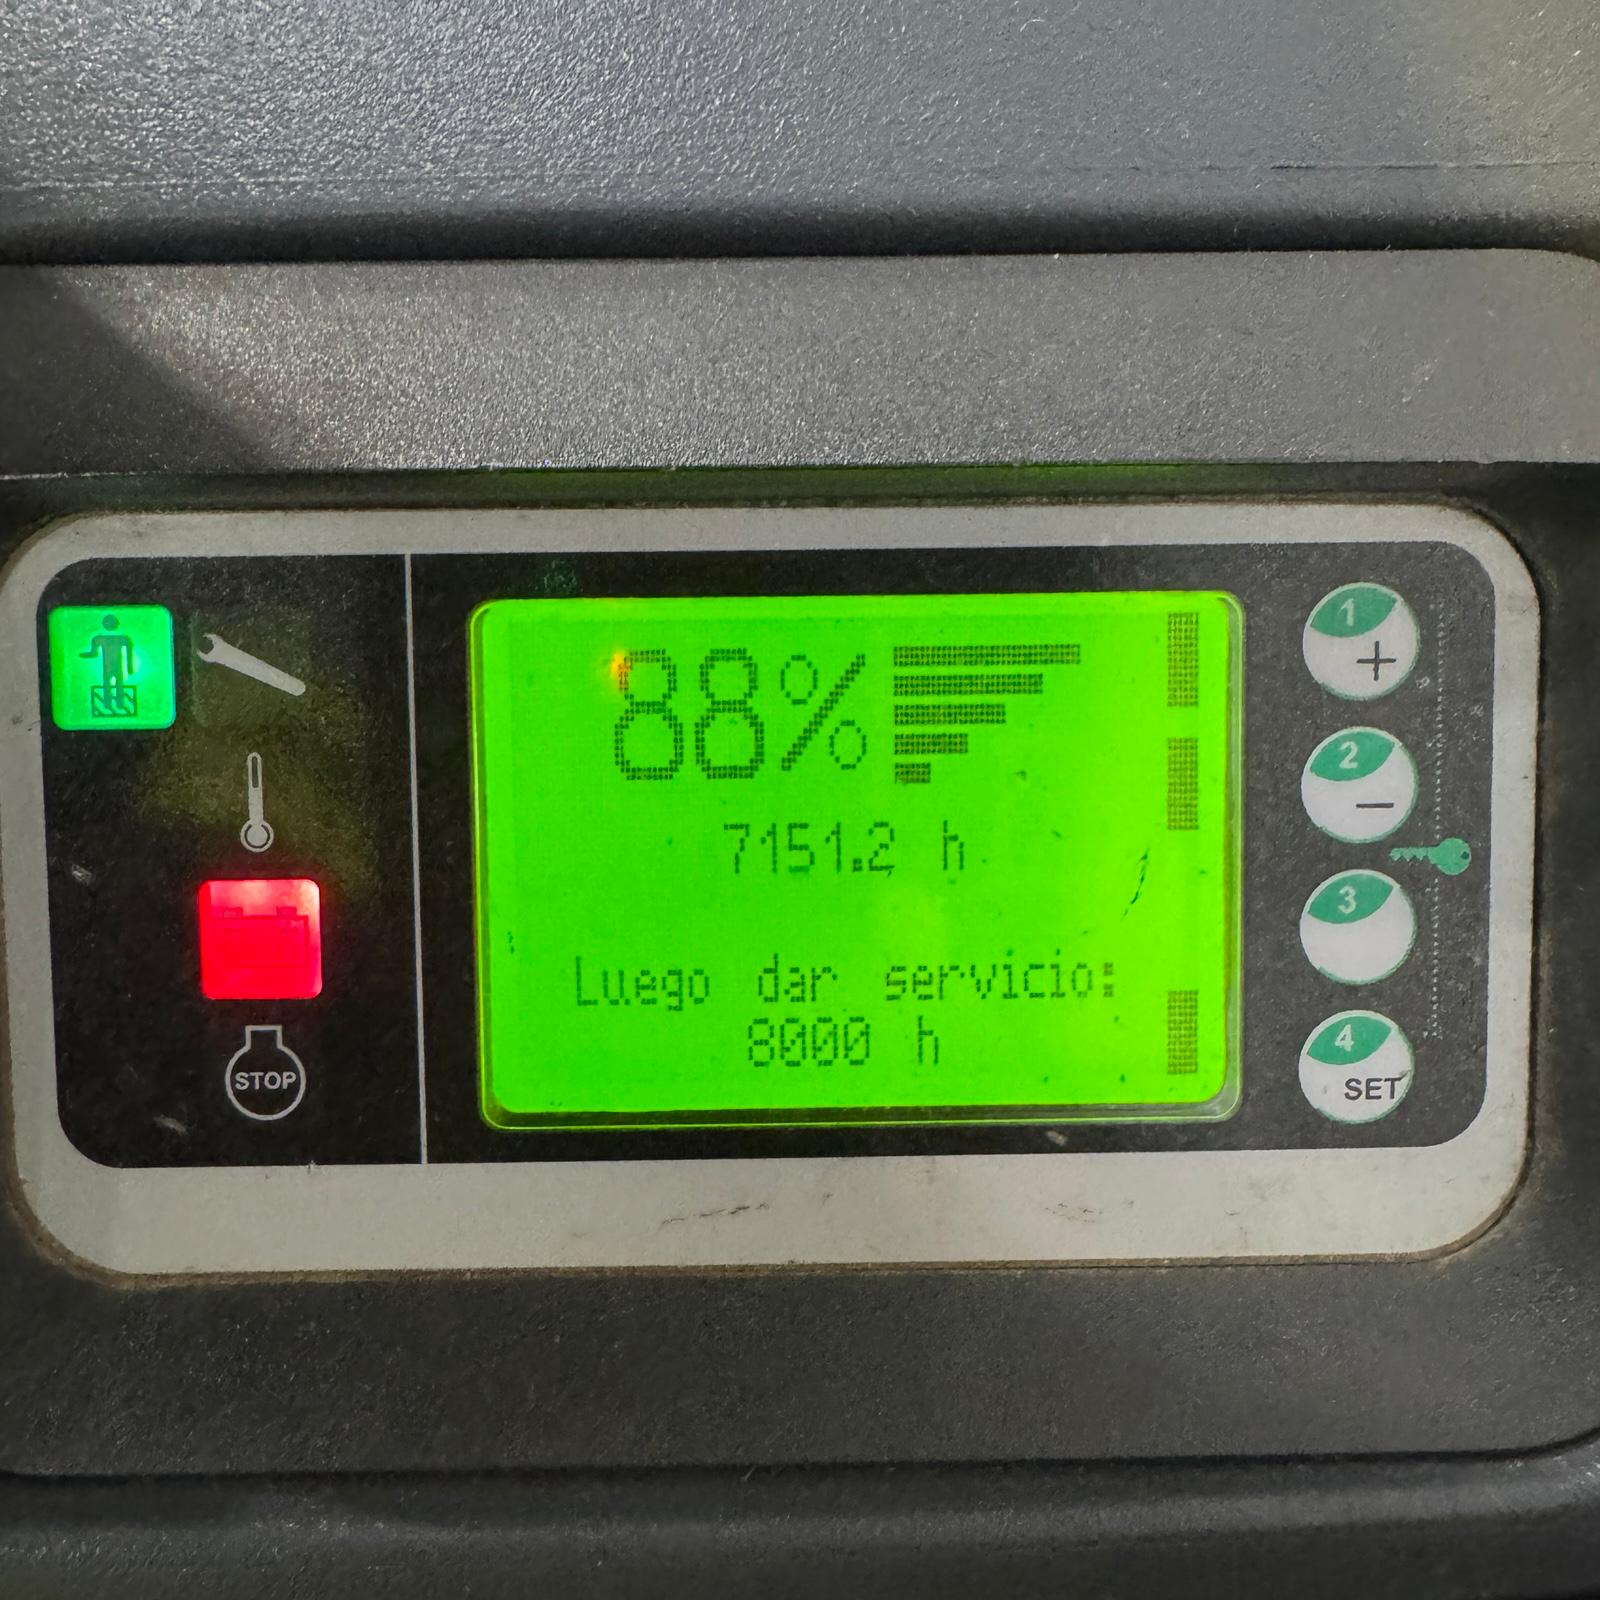 88%
7151.2 h
Luego dar servicio:
8000 h
STOP
1
+
2
−
3
4
SET